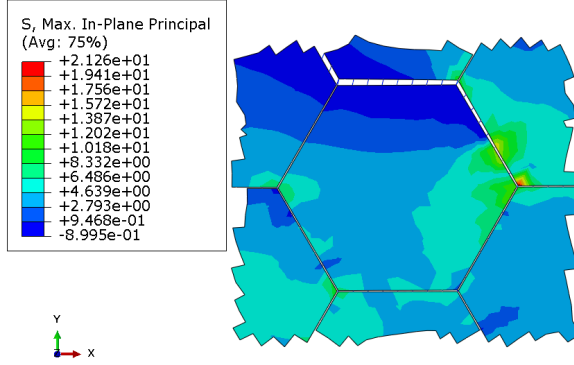 S, Max. In-Plane Principal
(Avg: 75%)
+2.126e+01
+1.941e+01
+1.756e+01
+1.572e+01
+1.387e+01
+1.202e+01
+1.018e+01
+8.332e+00
+6.486e+00
+4.639e+00
+2.793e+00
+9.468e-01
-8.995e-01
Y
Z X